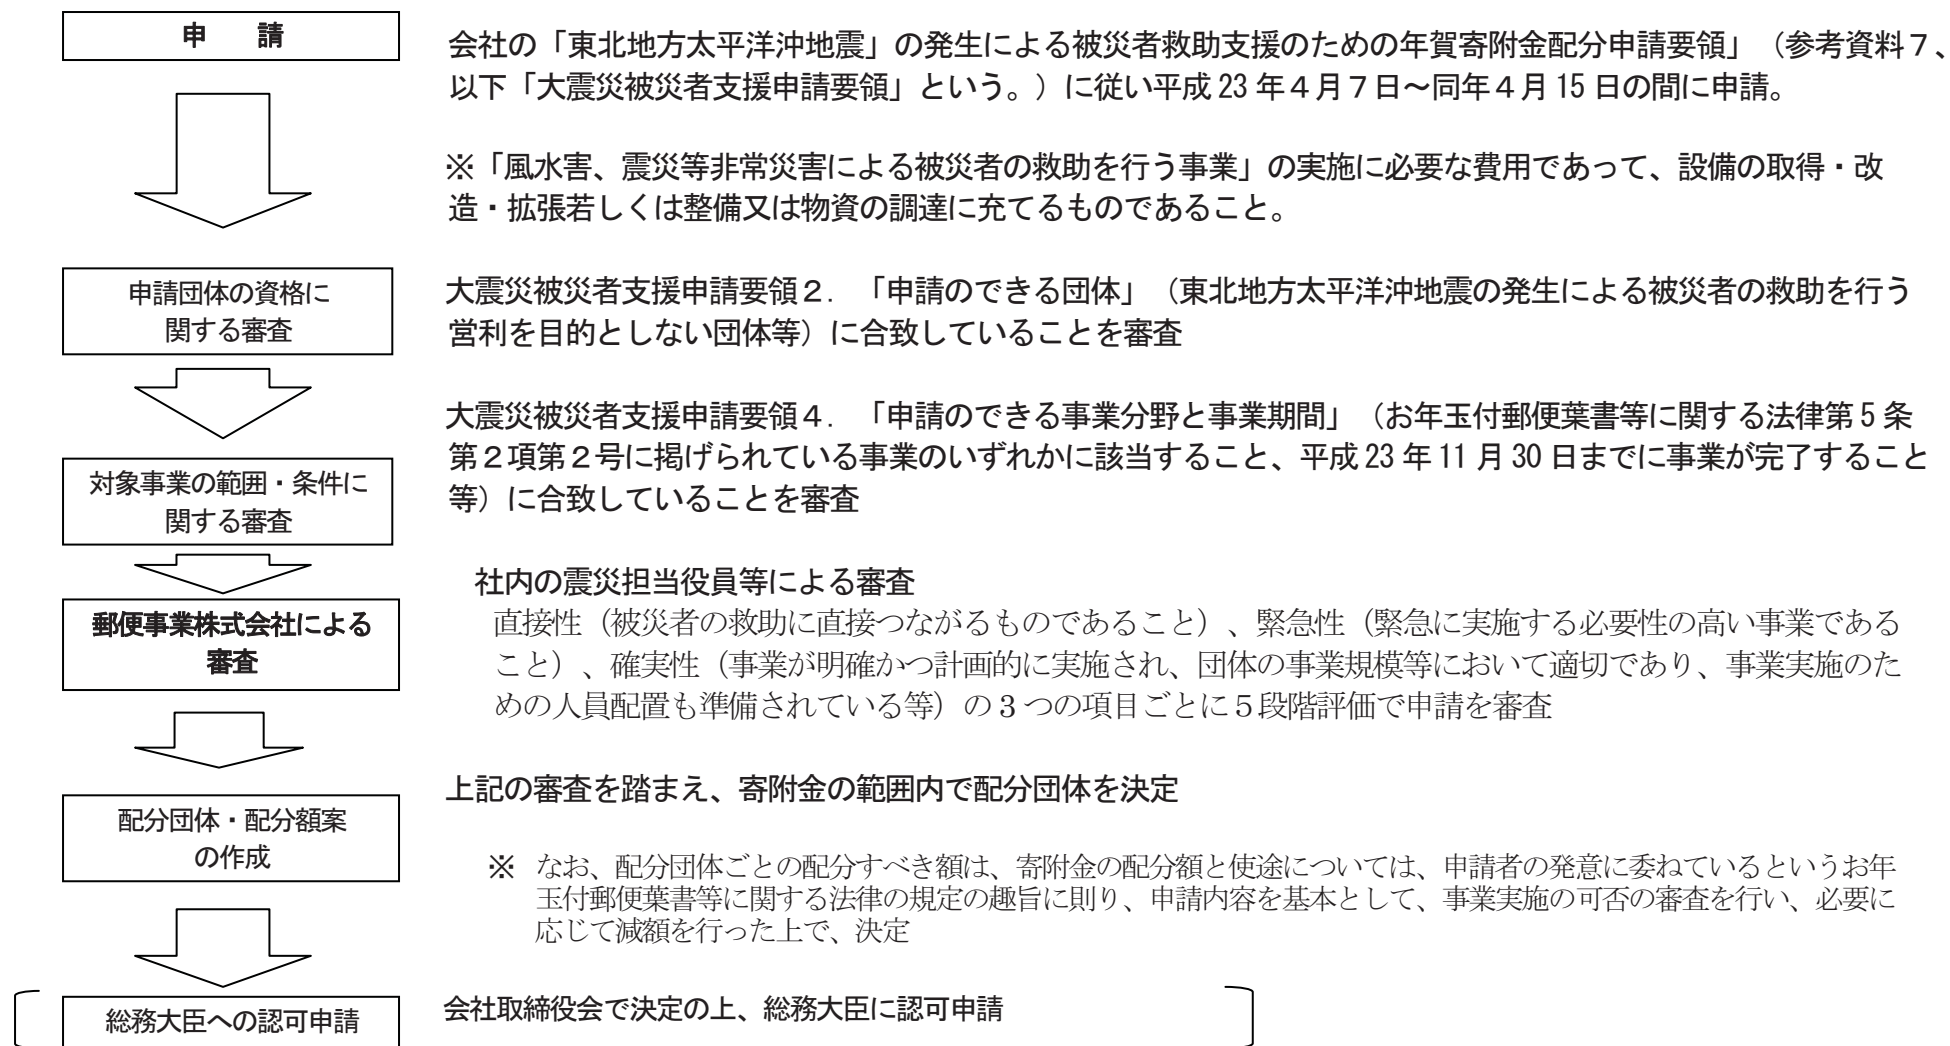 申　請
会社の「東北地方太平洋沖地震」の発生による被災者救助支援のための年賀寄附金配分申請要領」（参考資料７、
以下「大震災被災者支援申請要領」という。）に従い平成 23 年４月７日～同年４月 15 日の間に申請。
※「風水害、震災等非常災害による被災者の救助を行う事業」の実施に必要な費用であって、設備の取得・改
造・拡張若しくは整備又は物資の調達に充てるものであること。
申請団体の資格に
関する審査
大震災被災者支援申請要領２．「申請のできる団体」（東北地方太平洋沖地震の発生による被災者の救助を行う
営利を目的としない団体等）に合致していることを審査
対象事業の範囲・条件に
関する審査
大震災被災者支援申請要領４．「申請のできる事業分野と事業期間」（お年玉付郵便葉書等に関する法律第５条
第２項第２号に掲げられている事業のいずれかに該当すること、平成 23 年 11 月 30 日までに事業が完了すること
等）に合致していることを審査
郵便事業株式会社による
審査
社内の震災担当役員等による審査
直接性（被災者の救助に直接つながるものであること）、緊急性（緊急に実施する必要性の高い事業である
こと）、確実性（事業が明確かつ計画的に実施され、団体の事業規模等において適切であり、事業実施のた
めの人員配置も準備されている等）の３つの項目ごとに５段階評価で申請を審査
配分団体・配分額案
の作成
上記の審査を踏まえ、寄附金の範囲内で配分団体を決定
※ なお、配分団体ごとの配分すべき額は、寄附金の配分額と使途については、申請者の発意に委ねているというお年
玉付郵便葉書等に関する法律の規定の趣旨に則り、申請内容を基本として、事業実施の可否の審査を行い、必要に
応じて減額を行った上で、決定
総務大臣への認可申請
会社取締役会で決定の上、総務大臣に認可申請